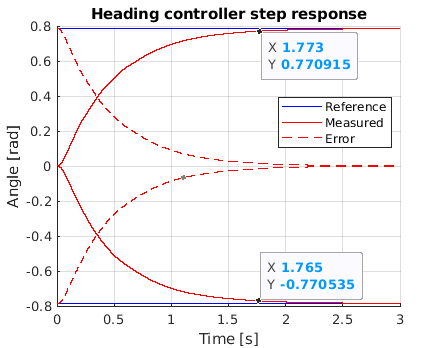 Heading controller step response
0.8
0.6
0.4
0.2
0
-0.2
-0.4
-0.6
-0.8
Angle [rad]
X 1.773
Y 0.770915
Reference
Measured
Error
X 1.765
Y -0.770535
0 0.5 1 1.5 2 2.5 3
Time [s]